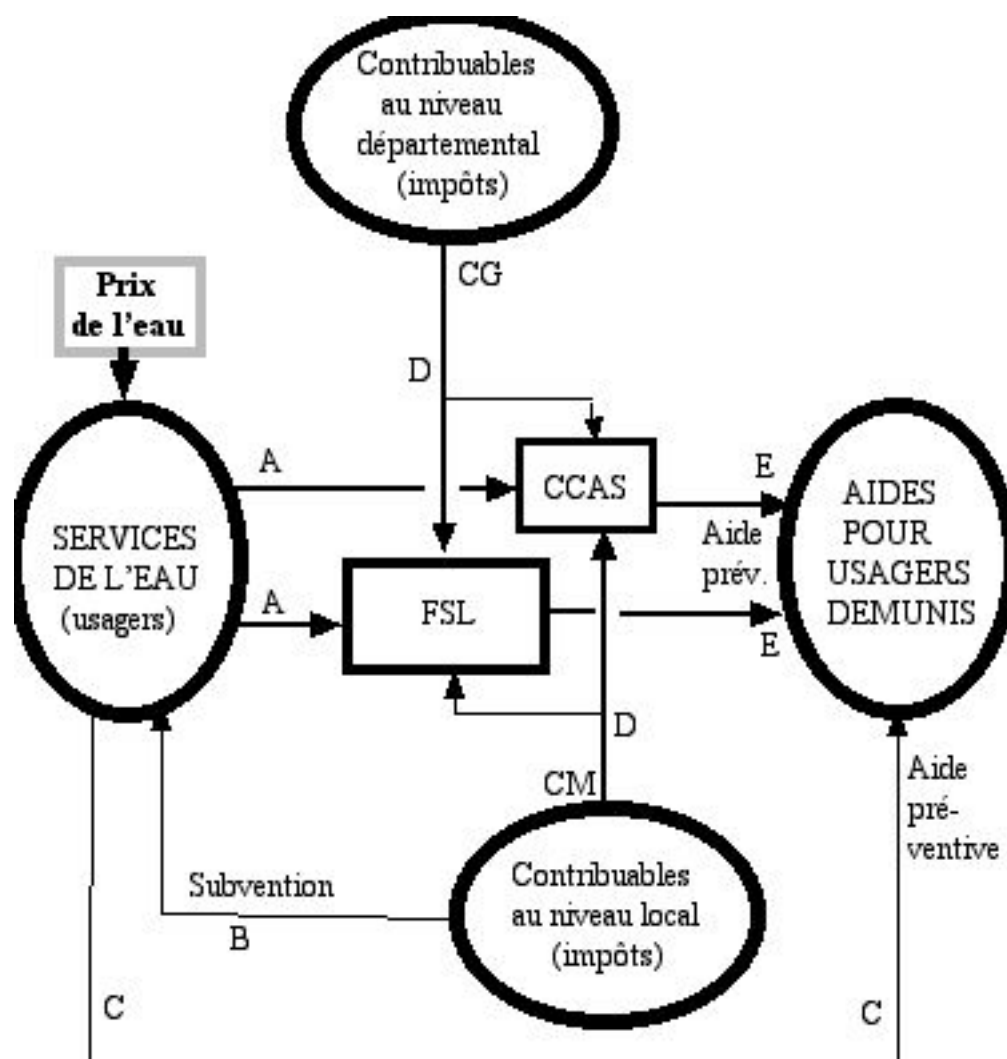 Contribuables
au niveau
départemental
(impôts)
CG
Prix
de l'eau
D
A
CCAS
E
AIDES
POUR
USAGERS
DEMUNIS
SERVICES
DE L'EAU
(usagers)
Aide
prév.
A
FSL
E
D
CM
Aide
pré-
ventive
Contribuables
au niveau local
(impôts)
Subvention
B
C
C